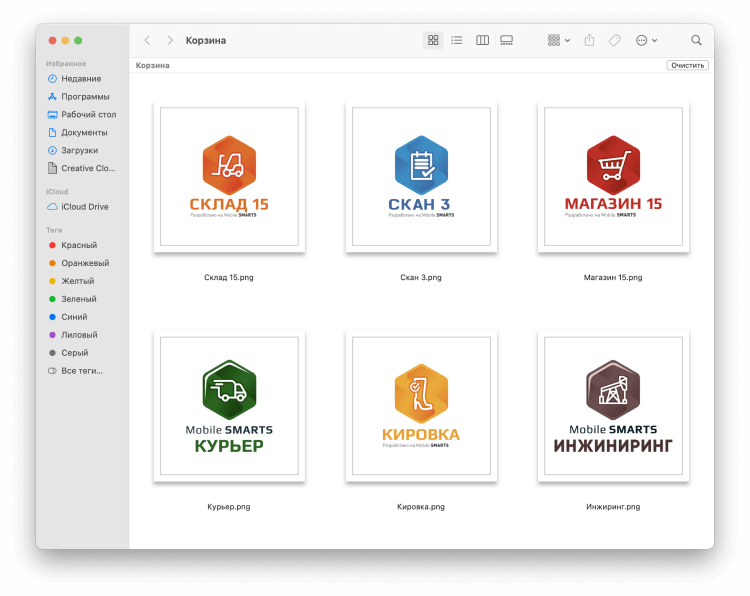 Корзина
Избранное
Недавние
Программы
Рабочий стол
Документы
Загрузки
Creative Clo...
iCloud
iCloud Drive
Теги
Красный
Оранжевый
Желтый
Зеленый
Синий
Лиловый
Серый
Все теги...
Корзина
Очистить
СКЛАД 15
Разработано на Mobile SMARTS
Склад 15.png
СКАН 3
Разработано на Mobile SMARTS
Скан 3.png
МАГАЗИН 15
Разработано на Mobile SMARTS
Магазин 15.png
Mobile SMARTS
КУРЬЕР
Курьер.png
КИРОВКА
Разработано на Mobile SMARTS
Кировка.png
Mobile SMARTS
ИНЖИНИРИНГ
Инжиринг.png